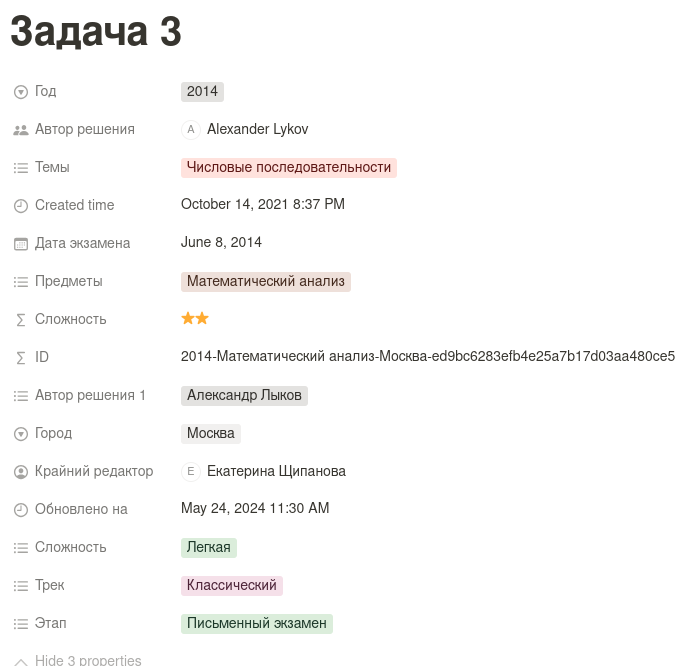 Задача 3
Год 2014
Автор решения A Alexander Lykov
Темы Числовые последовательности
Created time October 14, 2021 8:37 PM
Дата экзамена June 8, 2014
Предметы Математический анализ
Сложность ⭐⭐
ID 2014-Математический анализ-Москва-ed9bc6283efb4e25a7b17d03aa480ce5
Автор решения 1 Александр Лыков
Город Москва
Крайний редактор E Екатерина Щипанова
Обновлено на May 24, 2024 11:30 AM
Сложность Легкая
Трек Классический
Этап Письменный экзамен
Hide 3 properties